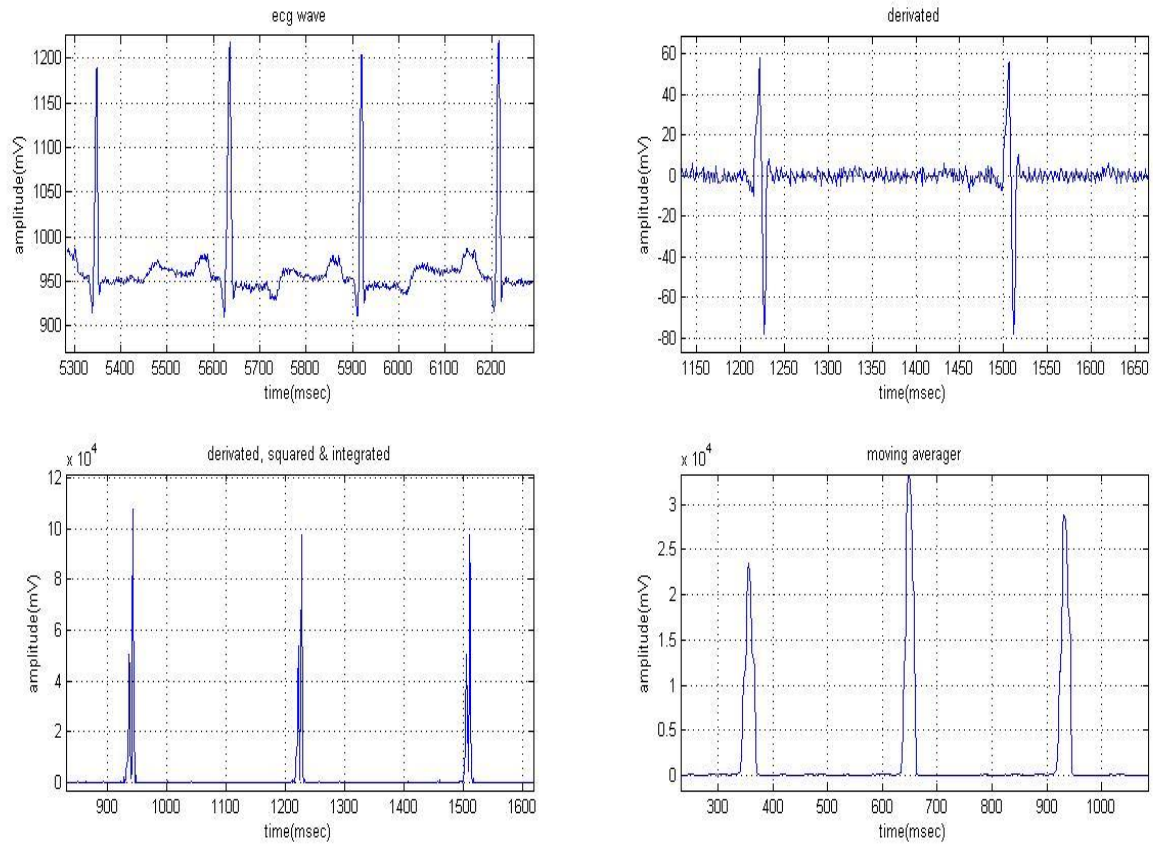 ecg wave
amplitude(mV)
1200
1150
1100
1050
1000
950
900
5300 5400 5500 5600 5700 5800 5900 6000 6100 6200
time(msec)
derivated
amplitude(mV)
60
40
20
0
-20
-40
-60
-80
1150 1200 1250 1300 1350 1400 1450 1500 1550 1600 1650
time(msec)
derivated, squared & integrated
x 10^4
amplitude(mV)
12
10
8
6
4
2
0
900 1000 1100 1200 1300 1400 1500 1600
time(msec)
moving averager
x 10^4
amplitude(mV)
3
2.5
2
1.5
1
0.5
0
300 400 500 600 700 800 900 1000
time(msec)